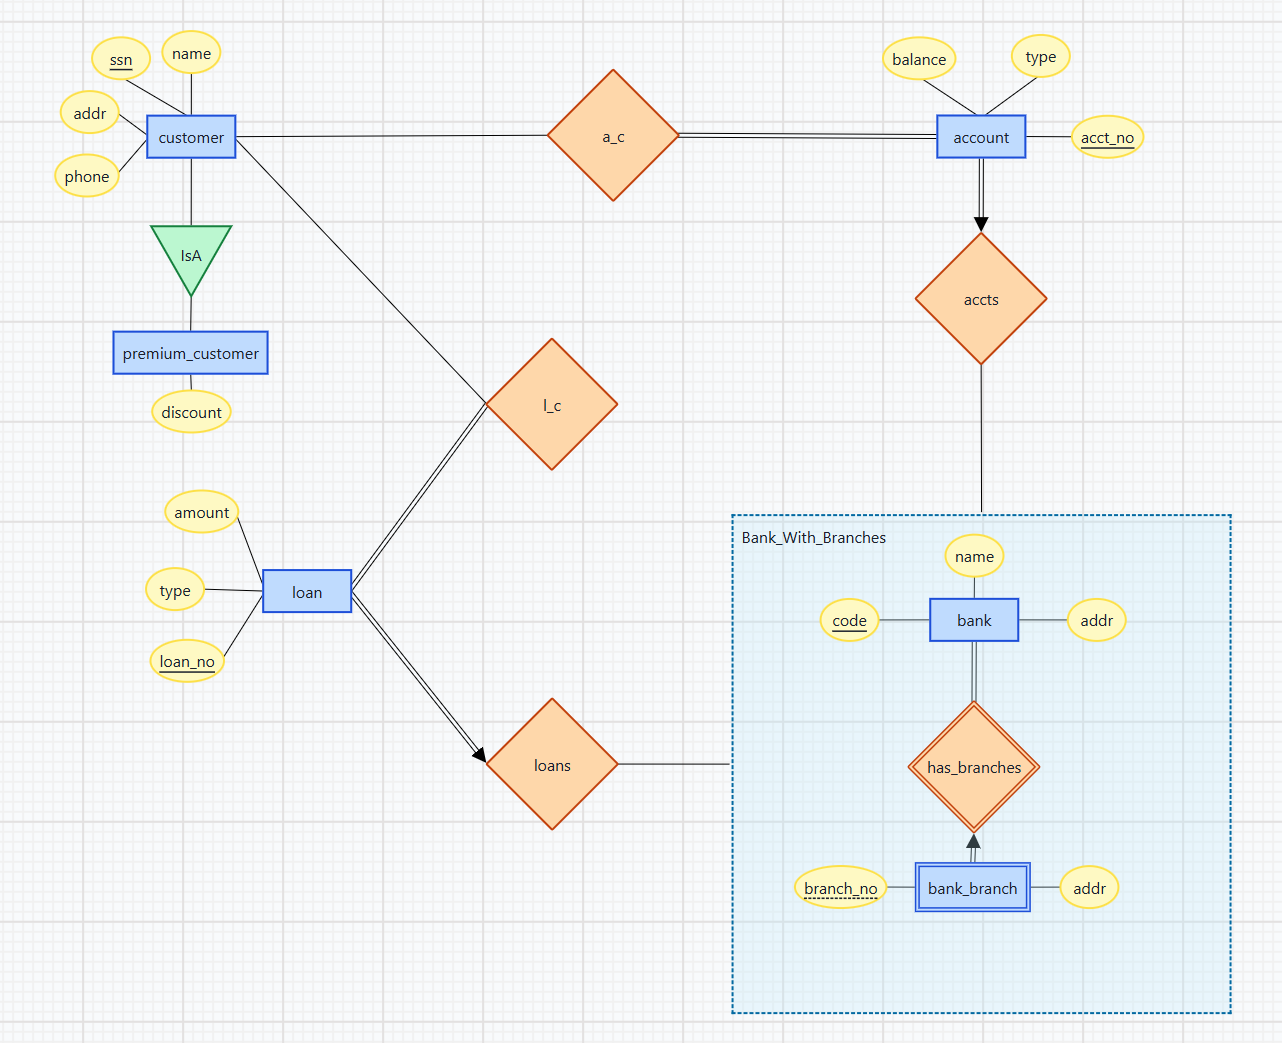 ssn
name
addr
customer
phone
IsA
premium_customer
discount
a_c
balance
type
account
acct_no
accts
l_c
amount
type
loan
loan_no
loans
Bank_With_Branches
name
code
bank
addr
has_branches
branch_no
bank_branch
addr